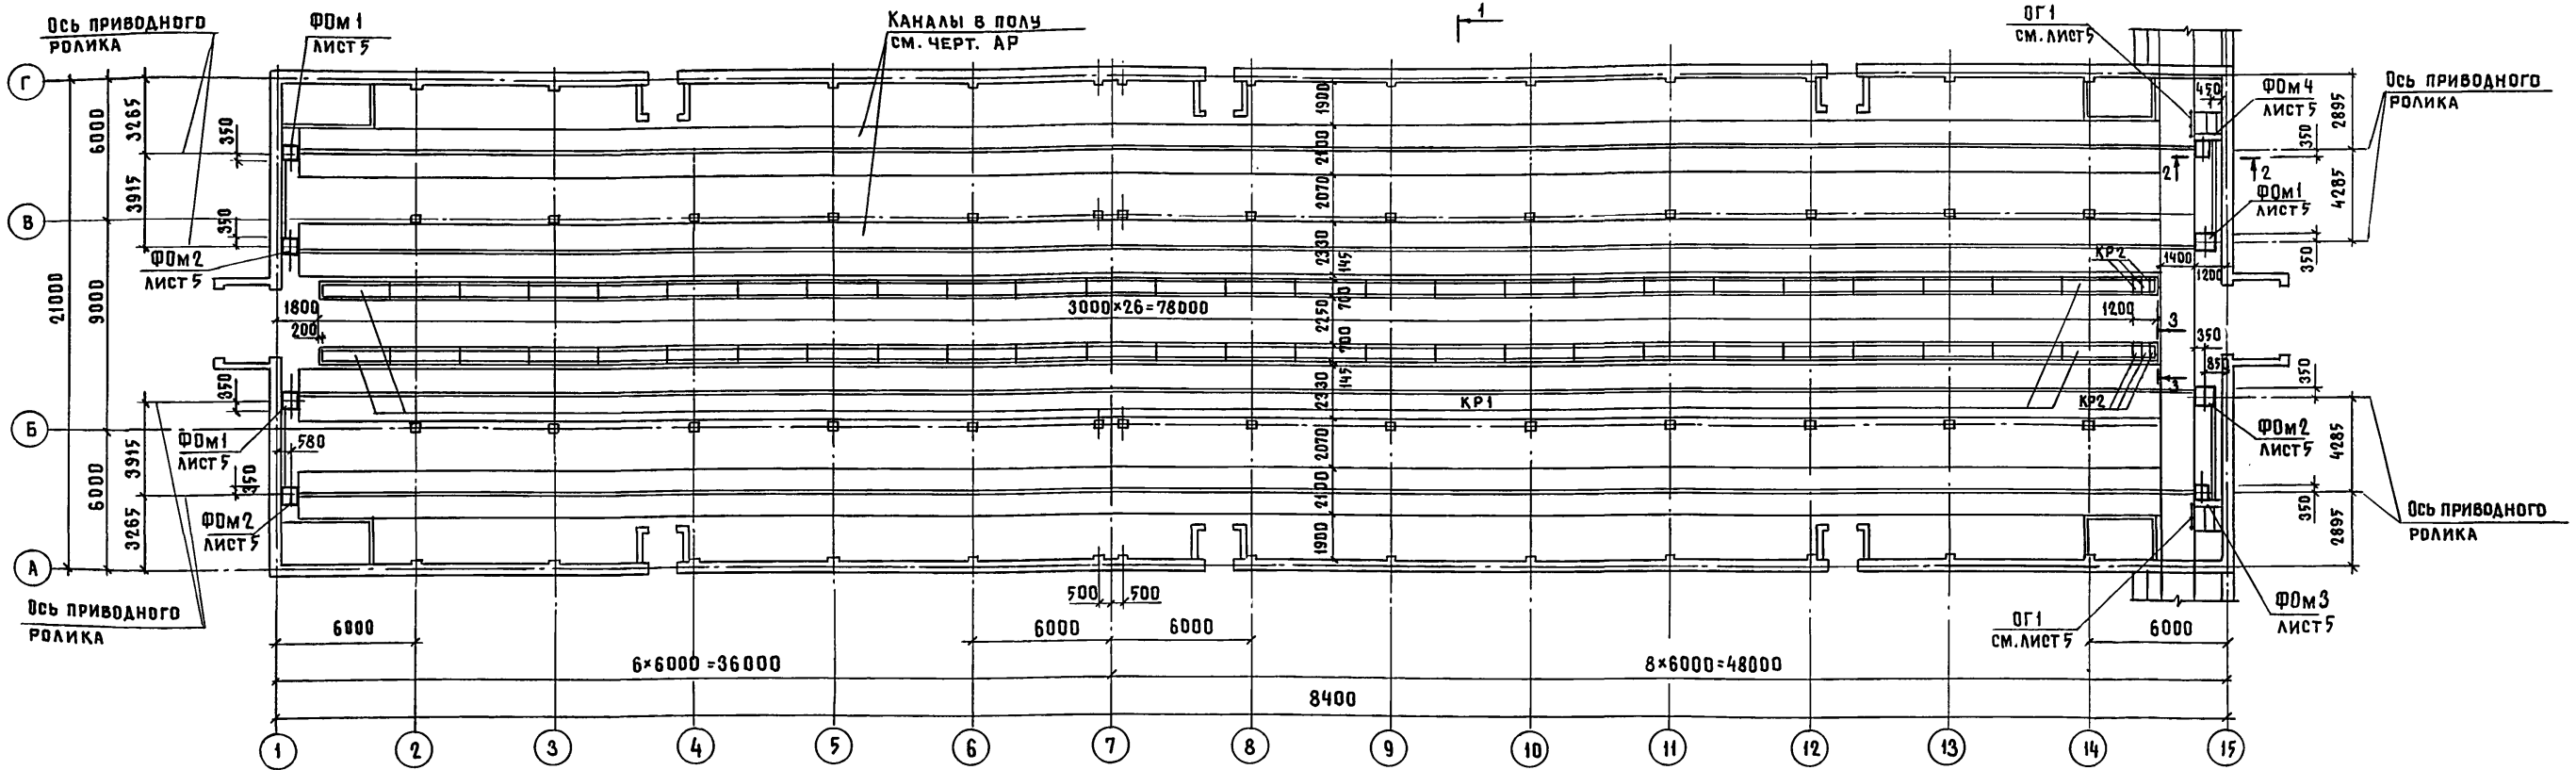 Ось приводного
ролика
ФОм1
лист 5
Каналы в полу
см. черт. АР
1
ОГ1
см. лист 5
Ось приводного
ролика
ФОм4
лист 5
450
2895
350
4285
350
Г
В
Б
А
21000
6000
9000
6000
3265
3915
3915
3265
350
350
350
350
ФОм2
лист 5
ФОм1
лист 5
580
ФОм2
лист 5
Ось приводного
ролика
1800
200
3000×26=78000
1900
2100
2070
2330
145
700
2250
700
145
2330
2070
2100
1900
КР1
КР2
КР2
1200
1400
1200
2
2
ФОм1
лист 5
3
3
350
850
350
ФОм2
лист 5
4285
350
2895
Ось приводного
ролика
ФОм3
лист 5
ОГ1
см. лист 5
500
500
6000
6000
6000
6000
6×6000=36000
8×6000=48000
8400
1
2
3
4
5
6
7
8
9
10
11
12
13
14
15